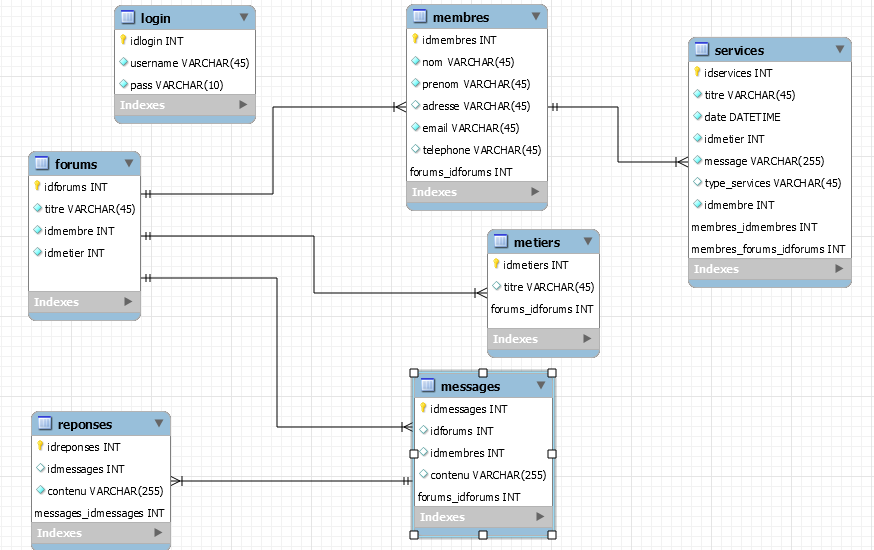 login
idlogin INT
username VARCHAR(45)
pass VARCHAR(10)
Indexes
membres
idmembres INT
nom VARCHAR(45)
prenom VARCHAR(45)
adresse VARCHAR(45)
email VARCHAR(45)
telephone VARCHAR(45)
forums_idforums INT
Indexes
services
idservices INT
titre VARCHAR(45)
date DATETIME
idmetier INT
message VARCHAR(255)
type_services VARCHAR(45)
idmembre INT
membres_idmembres INT
membres_forums_idforums INT
Indexes
forums
idforums INT
titre VARCHAR(45)
idmembre INT
idmetier INT
Indexes
metiers
idmetiers INT
titre VARCHAR(45)
forums_idforums INT
Indexes
messages
idmessages INT
idforums INT
idmembres INT
contenu VARCHAR(255)
forums_idforums INT
Indexes
reponses
idreponses INT
idmessages INT
contenu VARCHAR(255)
messages_idmessages INT
Indexes